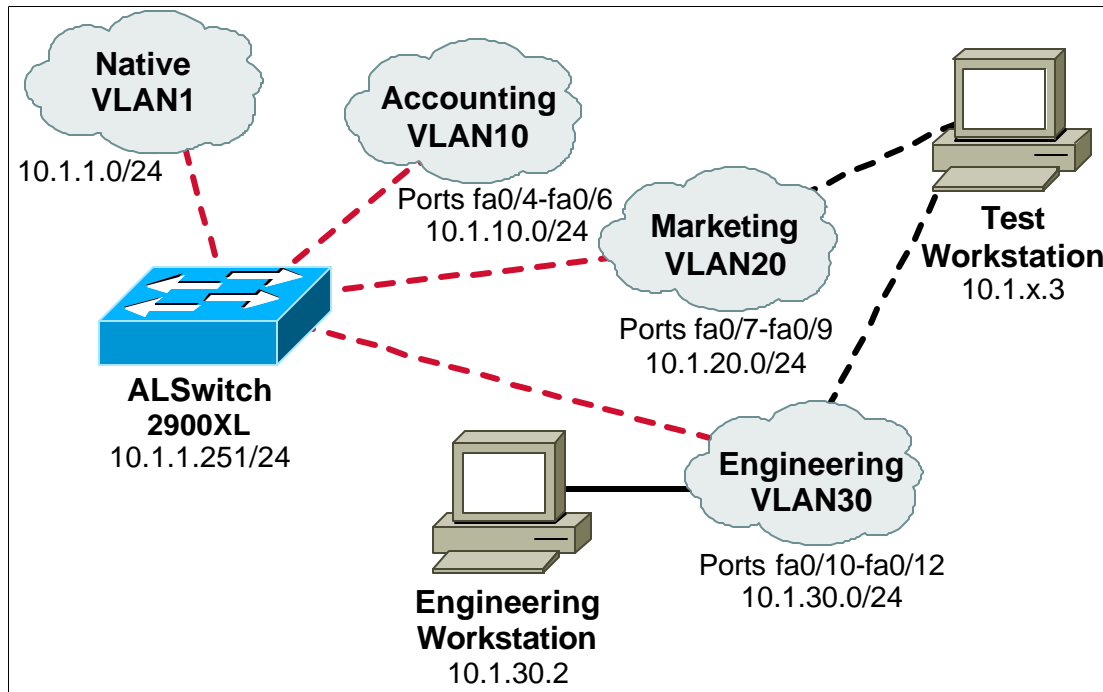 Native
VLAN1
10.1.1.0/24
Accounting
VLAN10
Ports fa0/4-fa0/6
10.1.10.0/24
Marketing
VLAN20
Ports fa0/7-fa0/9
10.1.20.0/24
Test
Workstation
10.1.x.3
ALSwitch
2900XL
10.1.1.251/24
Engineering
VLAN30
Ports fa0/10-fa0/12
10.1.30.0/24
Engineering
Workstation
10.1.30.2